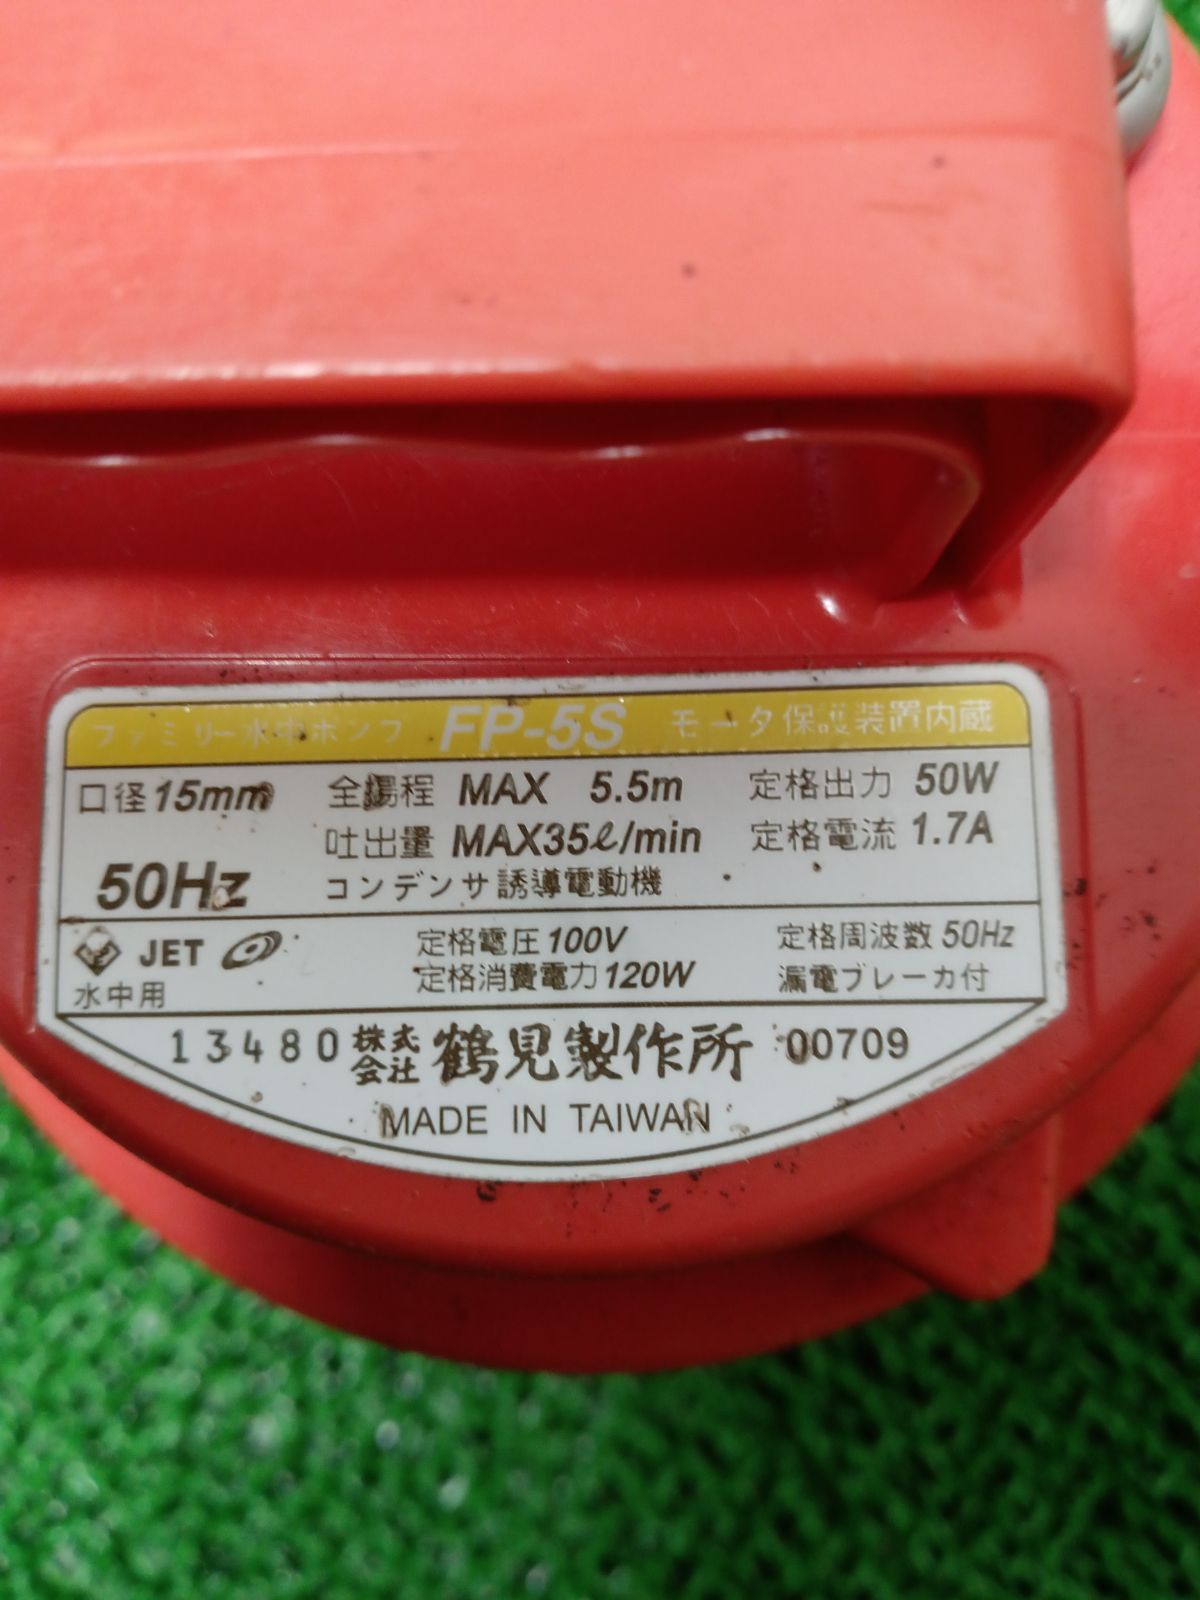 ファミリー水中ポンプ FP-5S モータ保護装置内蔵
口径15mm 全揚程 MAX 5.5m 定格出力 50W
吐出量 MAX35ℓ/min 定格電流 1.7A
50Hz コンデンサ誘導電動機
JET 定格電圧100V 定格周波数50Hz
水中用 定格消費電力120W 漏電ブレーカ付
13480 株式会社 鶴見製作所 00709
MADE IN TAIWAN